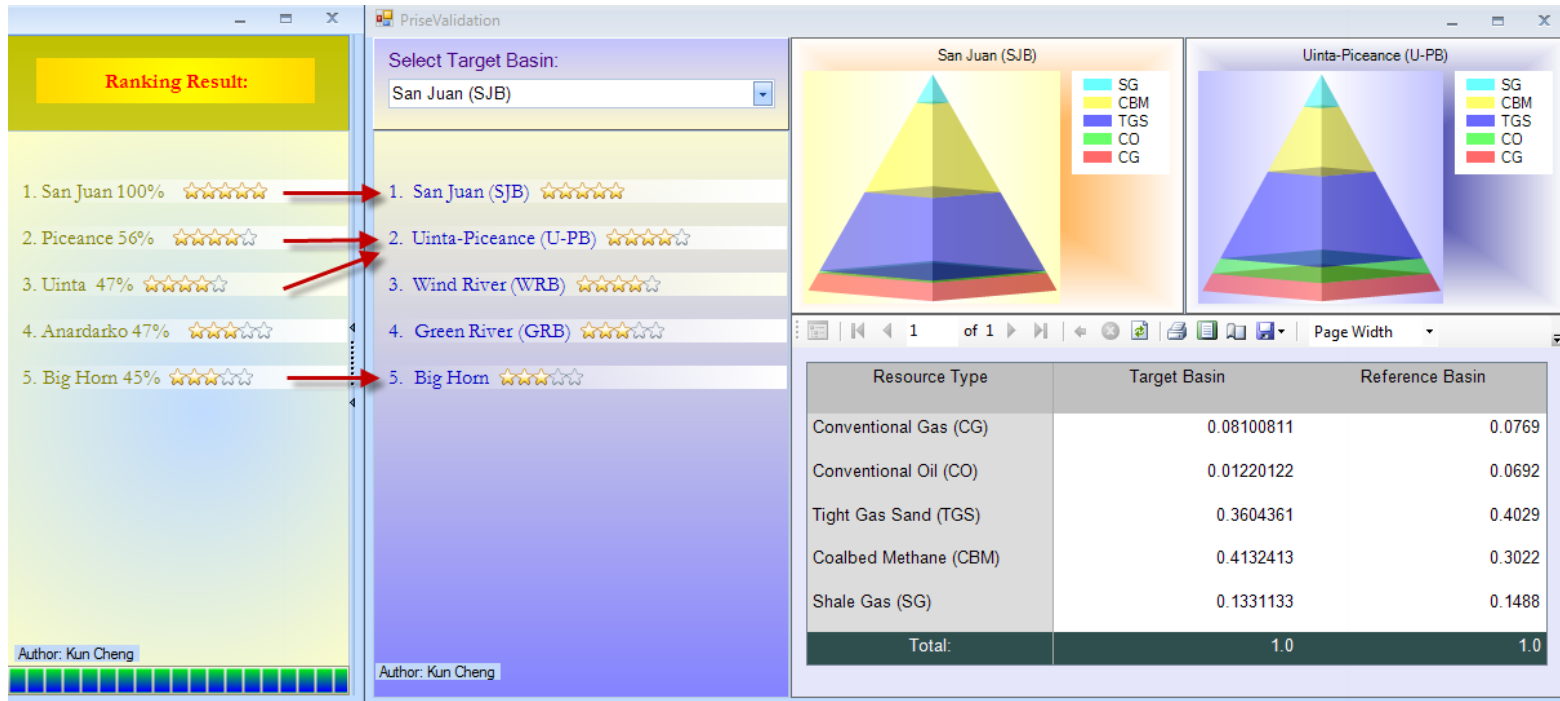 PriseValidation
Ranking Result:
1. San Juan 100%
2. Piceance 56%
3. Uinta 47%
4. Anardarko 47%
5. Big Horn 45%
Author: Kun Cheng
Select Target Basin:
San Juan (SJB)
1. San Juan (SJB)
2. Uinta-Piceance (U-PB)
3. Wind River (WRB)
4. Green River (GRB)
5. Big Horn
Author: Kun Cheng
San Juan (SJB)
SG
CBM
TGS
CO
CG
Uinta-Piceance (U-PB)
SG
CBM
TGS
CO
CG
1 of 1 Page Width
Resource Type Target Basin Reference Basin
Conventional Gas (CG) 0.08100811 0.0769
Conventional Oil (CO) 0.01220122 0.0692
Tight Gas Sand (TGS) 0.3604361 0.4029
Coalbed Methane (CBM) 0.4132413 0.3022
Shale Gas (SG) 0.1331133 0.1488
Total: 1.0 1.0